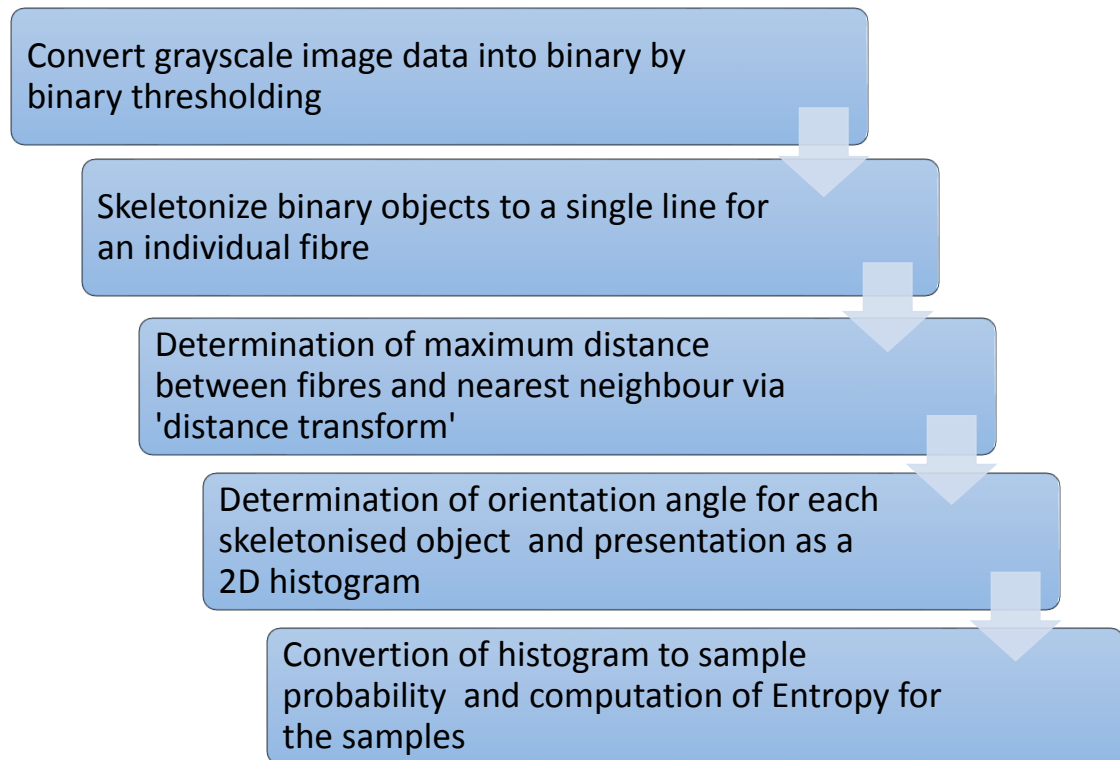 Convert grayscale image data into binary by
binary thresholding
Skeletonize binary objects to a single line for
an individual fibre
Determination of maximum distance
between fibres and nearest neighbour via
'distance transform'
Determination of orientation angle for each
skeletonised object  and presentation as a
2D histogram
Convertion of histogram to sample
probability  and computation of Entropy for
the samples